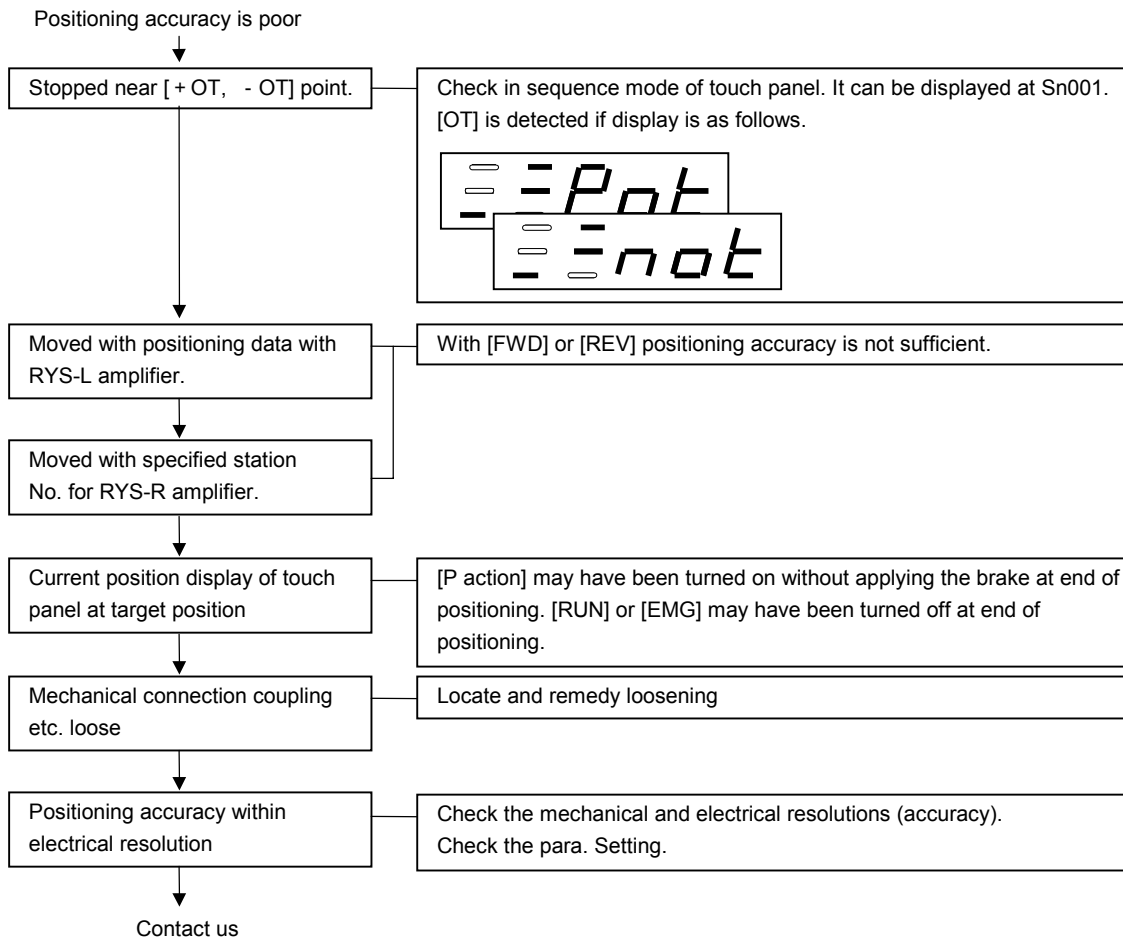 Positioning accuracy is poor
Stopped near [ + OT,  - OT] point.
Check in sequence mode of touch panel. It can be displayed at Sn001.
[OT] is detected if display is as follows.
Pot
not
Moved with positioning data with
RYS-L amplifier.
With [FWD] or [REV] positioning accuracy is not sufficient.
Moved with specified station
No. for RYS-R amplifier.
Current position display of touch
panel at target position
[P action] may have been turned on without applying the brake at end of
positioning. [RUN] or [EMG] may have been turned off at end of
positioning.
Mechanical connection coupling
etc. loose
Locate and remedy loosening
Positioning accuracy within
electrical resolution
Check the mechanical and electrical resolutions (accuracy).
Check the para. Setting.
Contact us